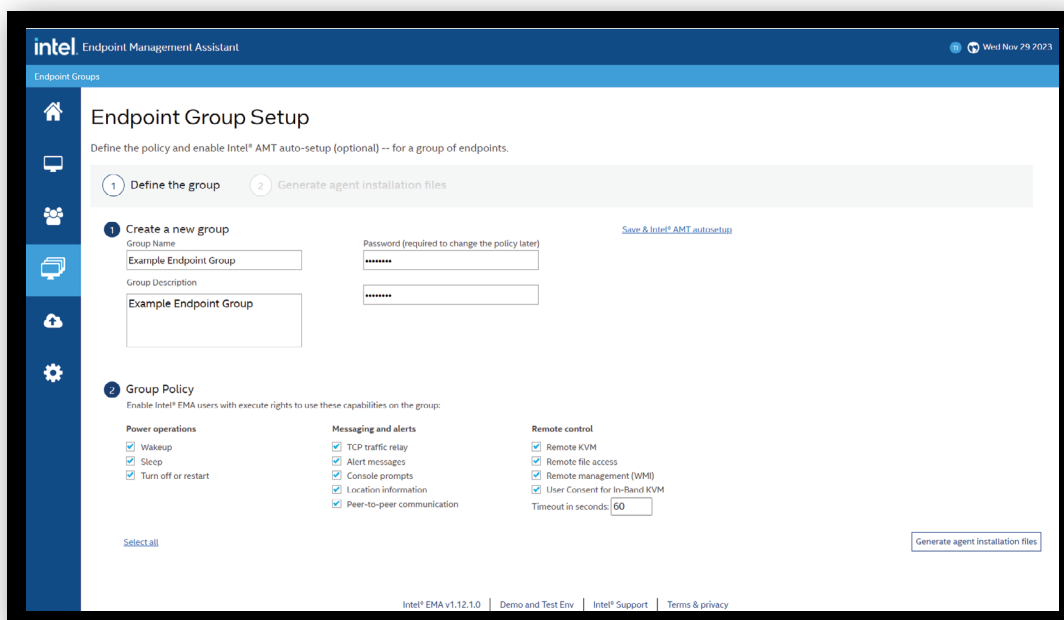 intel. Endpoint Management Assistant
Wed Nov 29 2023
Endpoint Groups
Endpoint Group Setup
Define the policy and enable Intel® AMT auto-setup (optional) -- for a group of endpoints.
1 Define the group 2 Generate agent installation files
1 Create a new group
Save & Intel® AMT autosetup
Group Name
Password (required to change the policy later)
Example Endpoint Group
••••••••
Group Description
••••••••
Example Endpoint Group
2 Group Policy
Enable Intel® EMA users with execute rights to use these capabilities on the group:
Power operations Messaging and alerts Remote control
Wakeup TCP traffic relay Remote KVM
Sleep Alert messages Remote file access
Turn off or restart Console prompts Remote management (WMI)
Location information User Consent for In-Band KVM
Peer-to-peer communication Timeout in seconds: 60
Select all
Generate agent installation files
Intel® EMA v1.12.1.0 | Demo and Test Env | Intel® Support | Terms & privacy